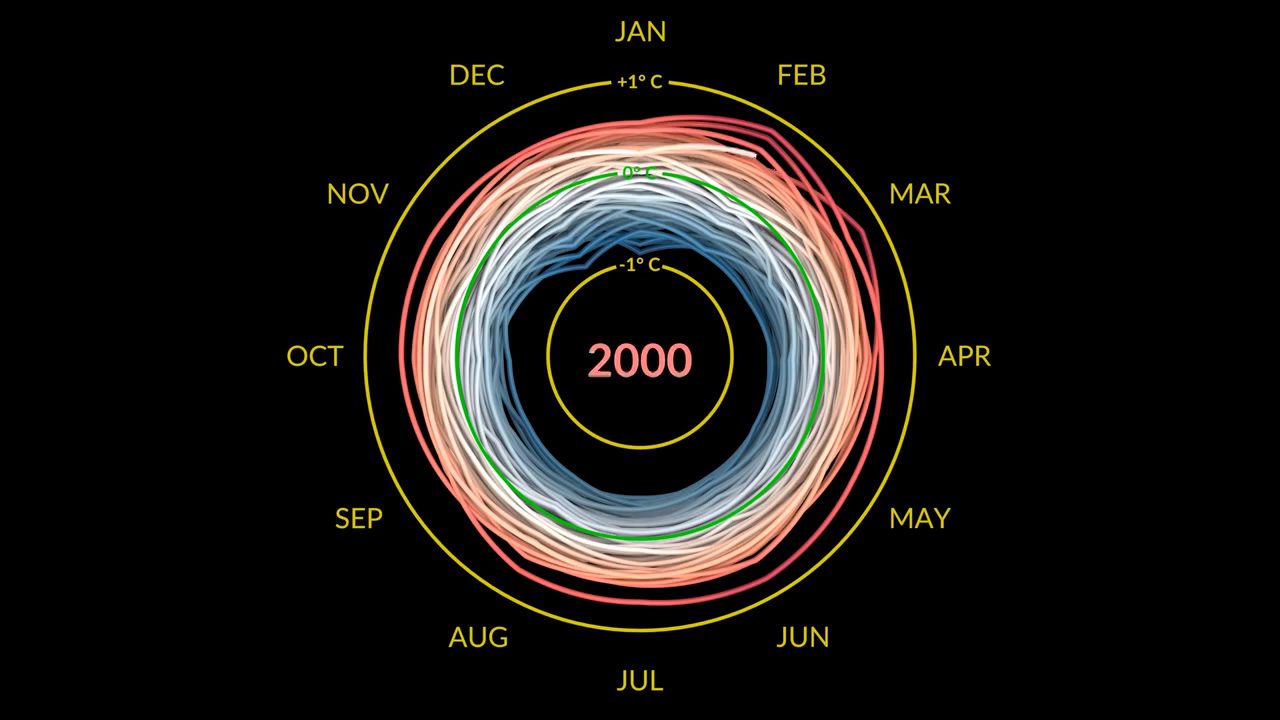 JAN
DEC
FEB
+1° C
NOV
MAR
0° C
-1° C
OCT
2000
APR
SEP
MAY
AUG
JUN
JUL